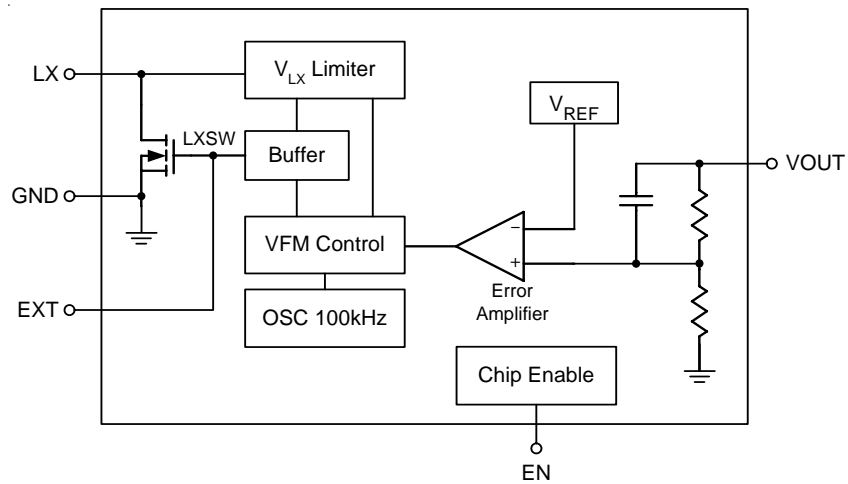 LX
V_LX Limiter
LXSW
Buffer
V_REF
VOUT
GND
VFM Control
−
+
Error
Amplifier
EXT
OSC 100kHz
Chip Enable
EN